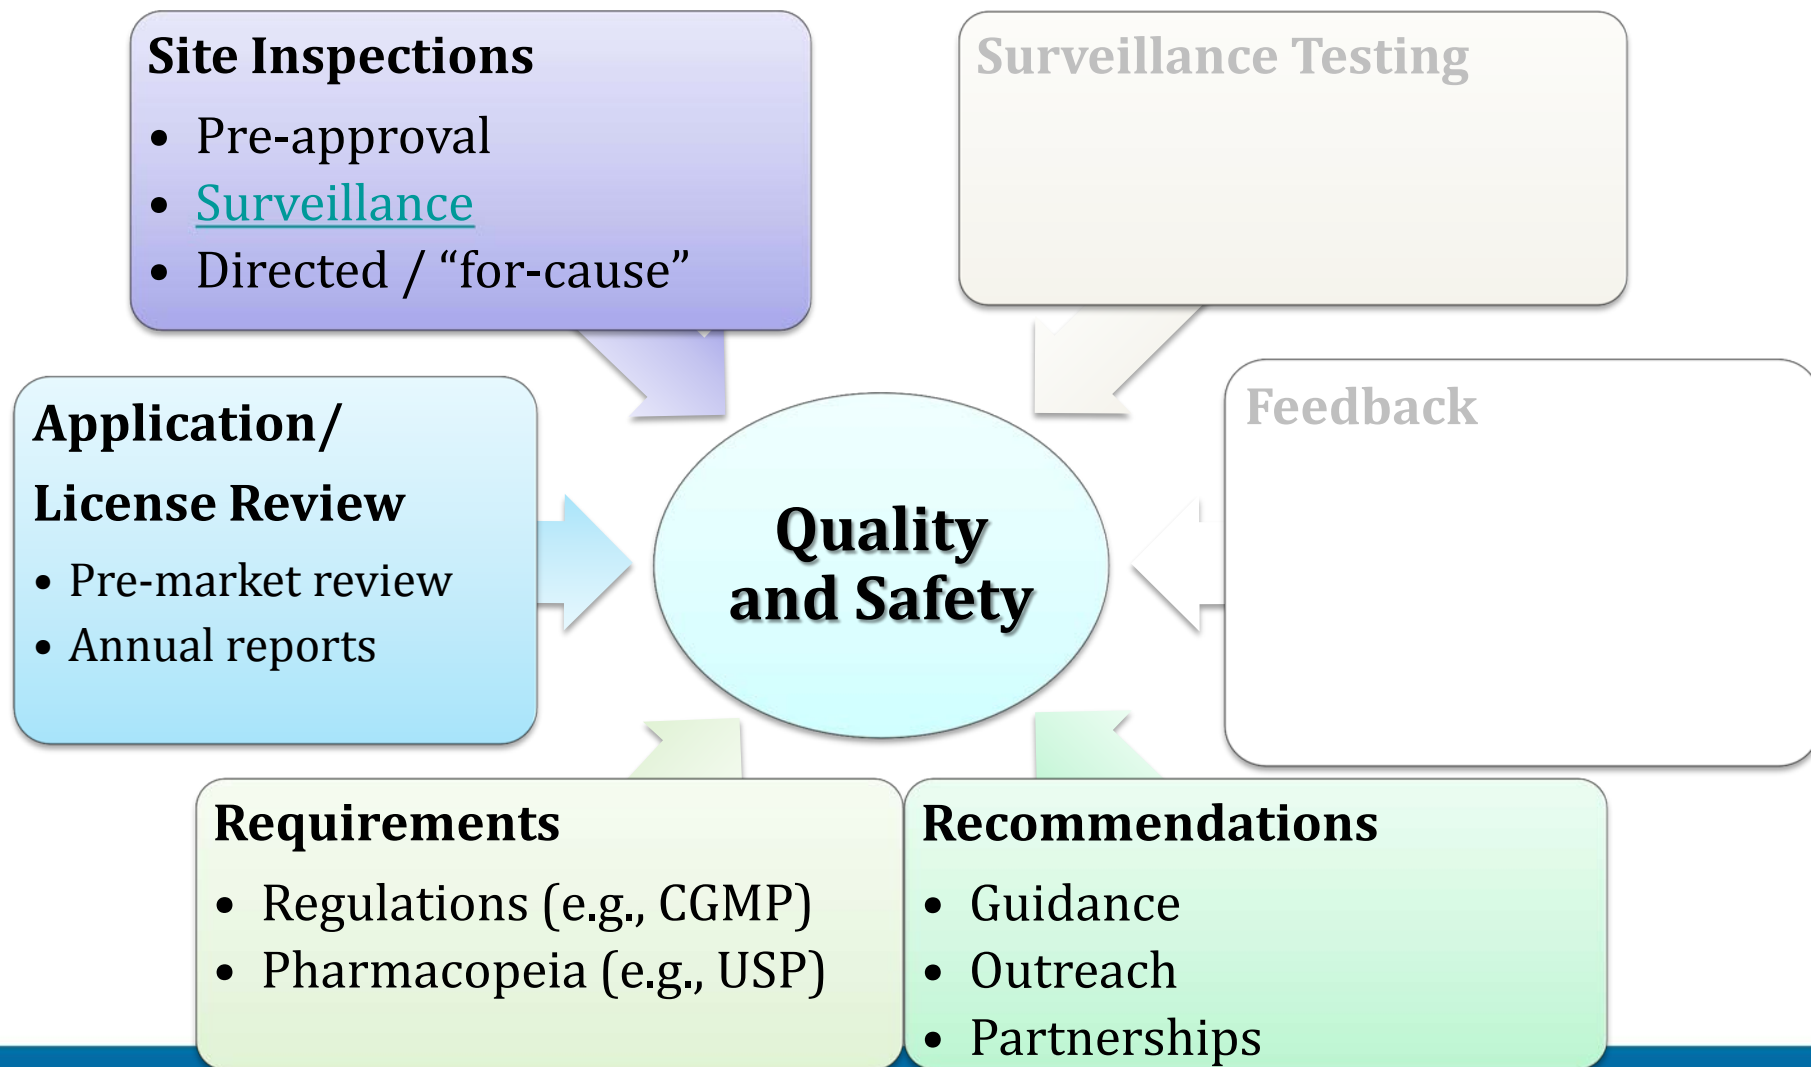 Site Inspections
• Pre-approval
• Surveillance
• Directed / “for-cause”
Surveillance Testing
Application/
License Review
• Pre-market review
• Annual reports
Quality
and Safety
Feedback
Requirements
• Regulations (e.g., CGMP)
• Pharmacopeia (e.g., USP)
Recommendations
• Guidance
• Outreach
• Partnerships